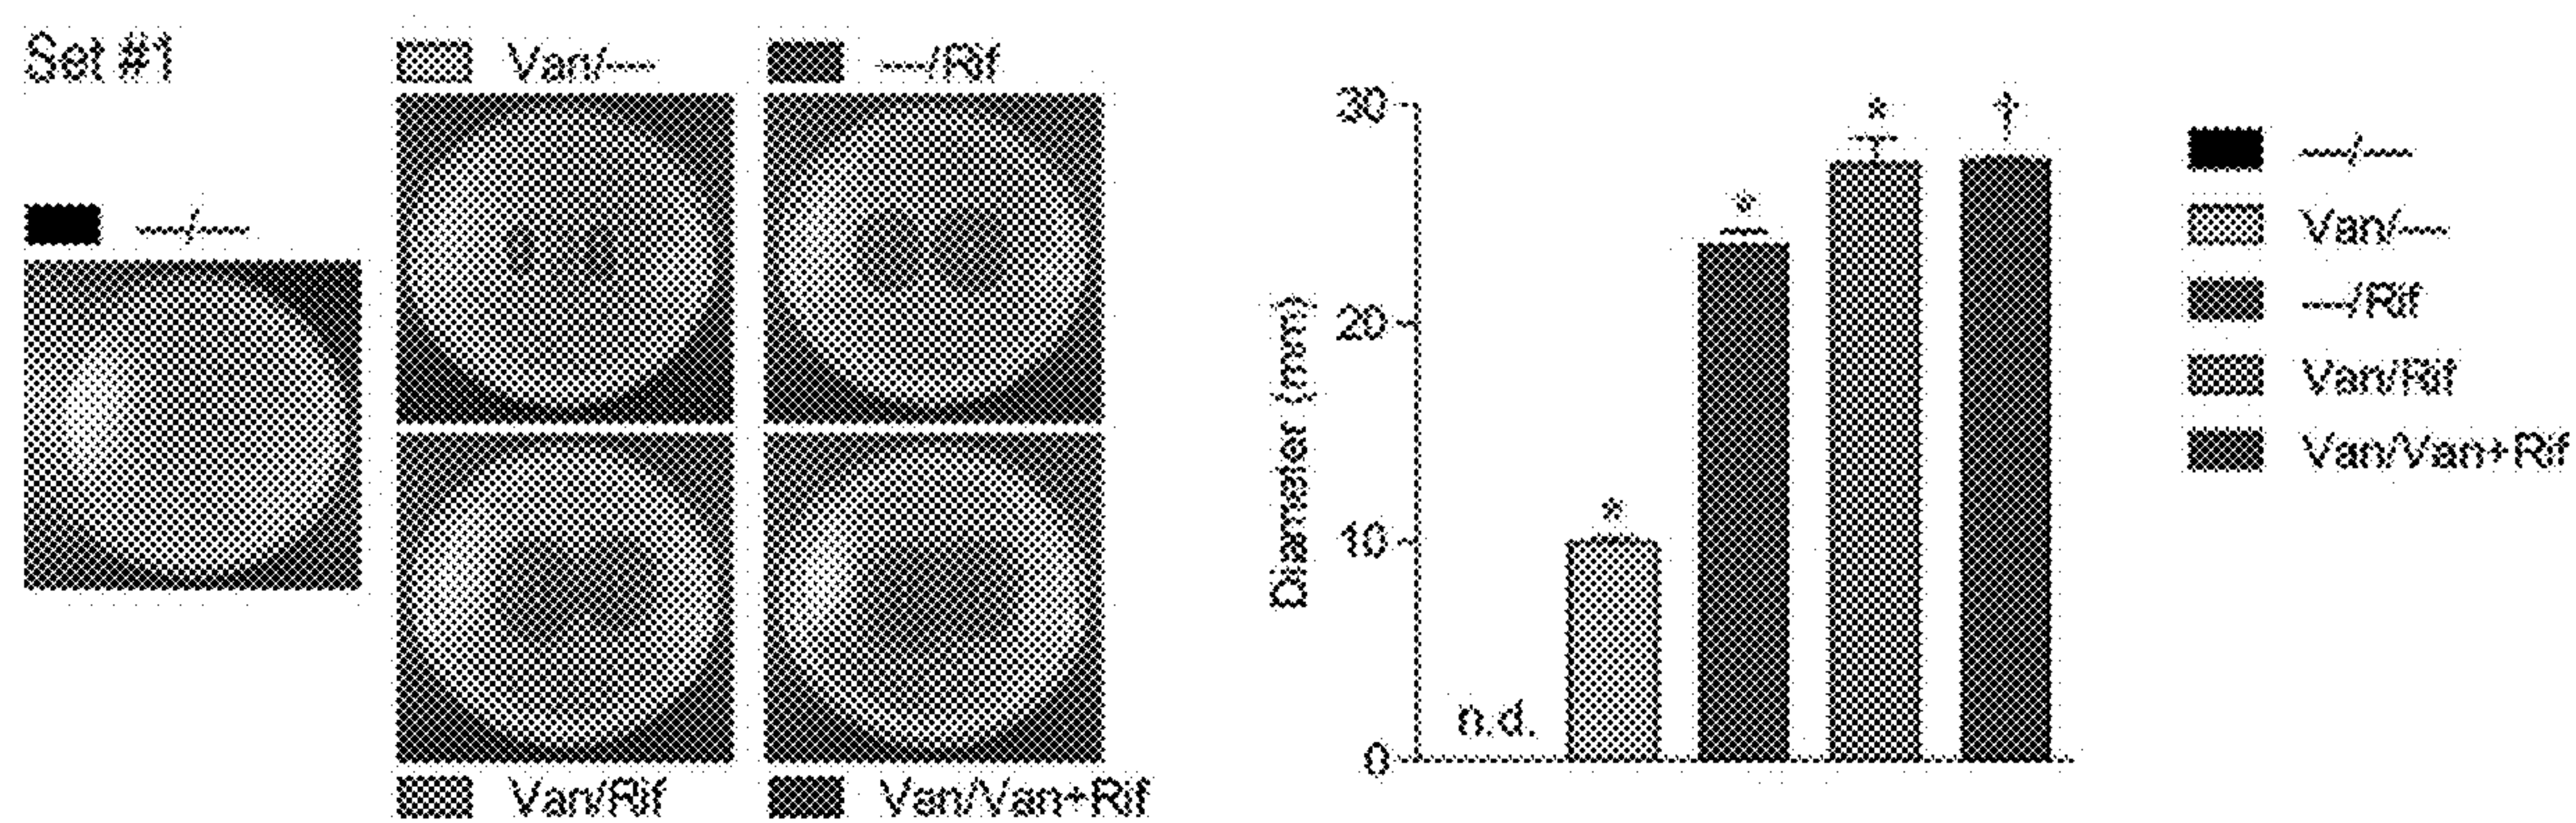 Set #1
—/—
Van/—
—/Rif
Van/Rif
Van/Van+Rif
Diameter (mm)
30
20
10
0
n.d.
*
*
*
†
—/—
Van/—
—/Rif
Van/Rif
Van/Van+Rif